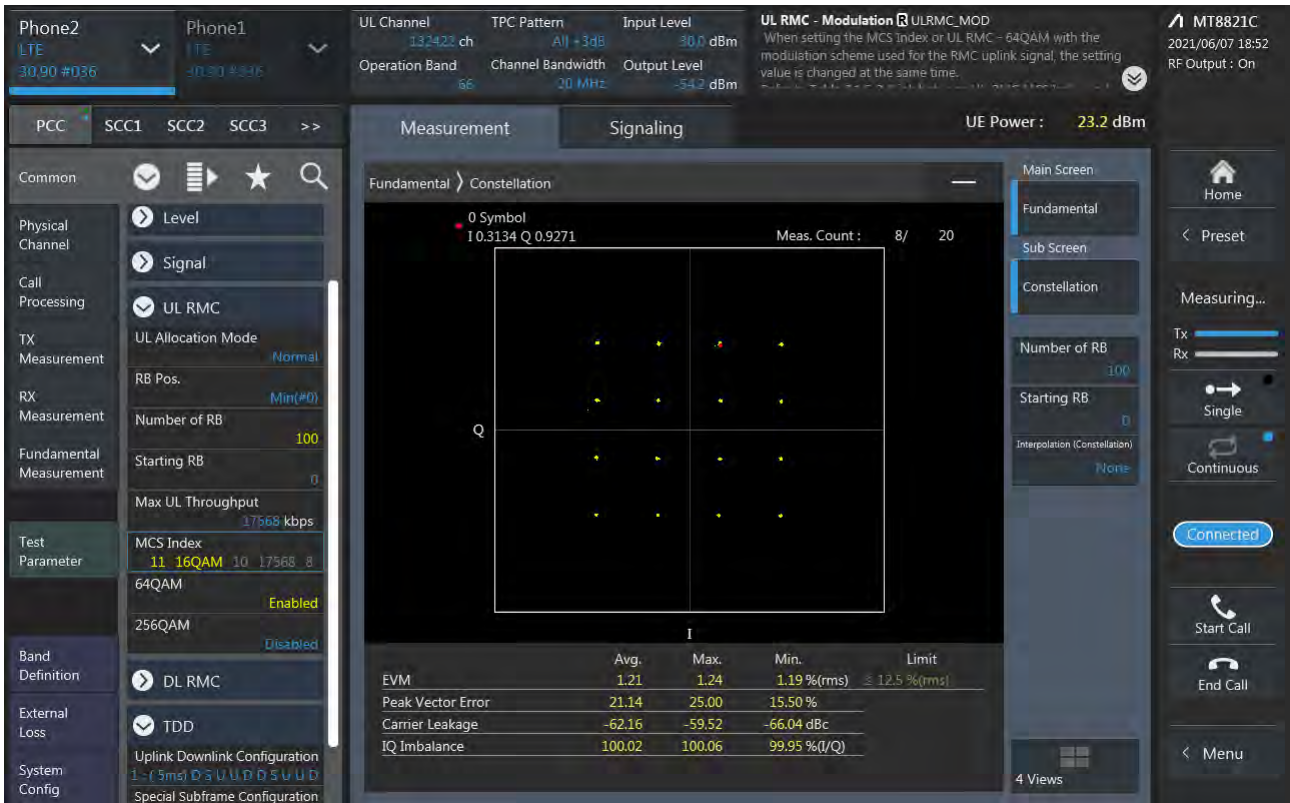 Phone2
LTE
30.90 #036
Phone1
LTE
UL Channel
132422 ch
Operation Band
66
TPC Pattern
All +3dB
Channel Bandwidth
20 MHz
Input Level
30.0 dBm
Output Level
-54.2 dBm
UL RMC - Modulation R ULRMC_MOD
When setting the MCS Index or UL RMC - 64QAM with the
modulation scheme used for the RMC uplink signal, the setting
value is changed at the same time.
MT8821C
2021/06/07 18:52
RF Output : On
PCC
SCC1
SCC2
SCC3
>>
Measurement
Signaling
UE Power : 23.2 dBm
Common
Physical
Channel
Call
Processing
TX
Measurement
RX
Measurement
Fundamental
Measurement
Test
Parameter
Band
Definition
External
Loss
System
Config
Level
Signal
UL RMC
UL Allocation Mode
Normal
RB Pos.
Min(#0)
Number of RB
100
Starting RB
0
Max UL Throughput
17568 kbps
MCS Index
11 16QAM 10 17568 8
64QAM
Enabled
256QAM
Disabled
DL RMC
TDD
Uplink Downlink Configuration
1 : ( 5ms) D S U U D D S U U D
Special Subframe Configuration
Fundamental > Constellation
0 Symbol
I 0.3134 Q 0.9271
Meas. Count : 8/ 20
Q
I
Avg. Max. Min. Limit
EVM 1.21 1.24 1.19 %(rms) ≤ 12.5 %(rms)
Peak Vector Error 21.14 25.00 15.50 %
Carrier Leakage -62.16 -59.52 -66.04 dBc
IQ Imbalance 100.02 100.06 99.95 %(I/Q)
Main Screen
Fundamental
Sub Screen
Constellation
Number of RB
100
Starting RB
0
Interpolation (Constellation)
None
4 Views
Home
< Preset
Measuring...
Tx
Rx
Single
Continuous
Connected
Start Call
End Call
< Menu